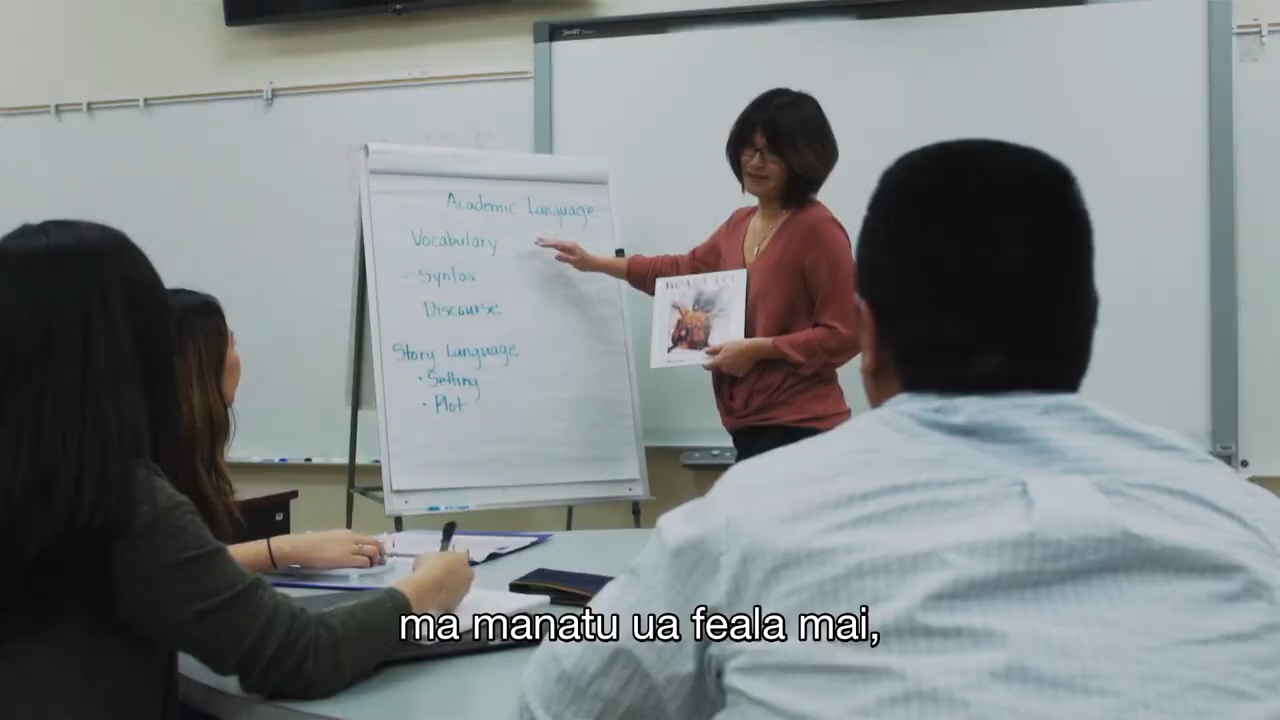 Academic Language
Vocabulary
Syntax
Discourse
Story Language
• Setting
• Plot
ma manatu ua feala mai,